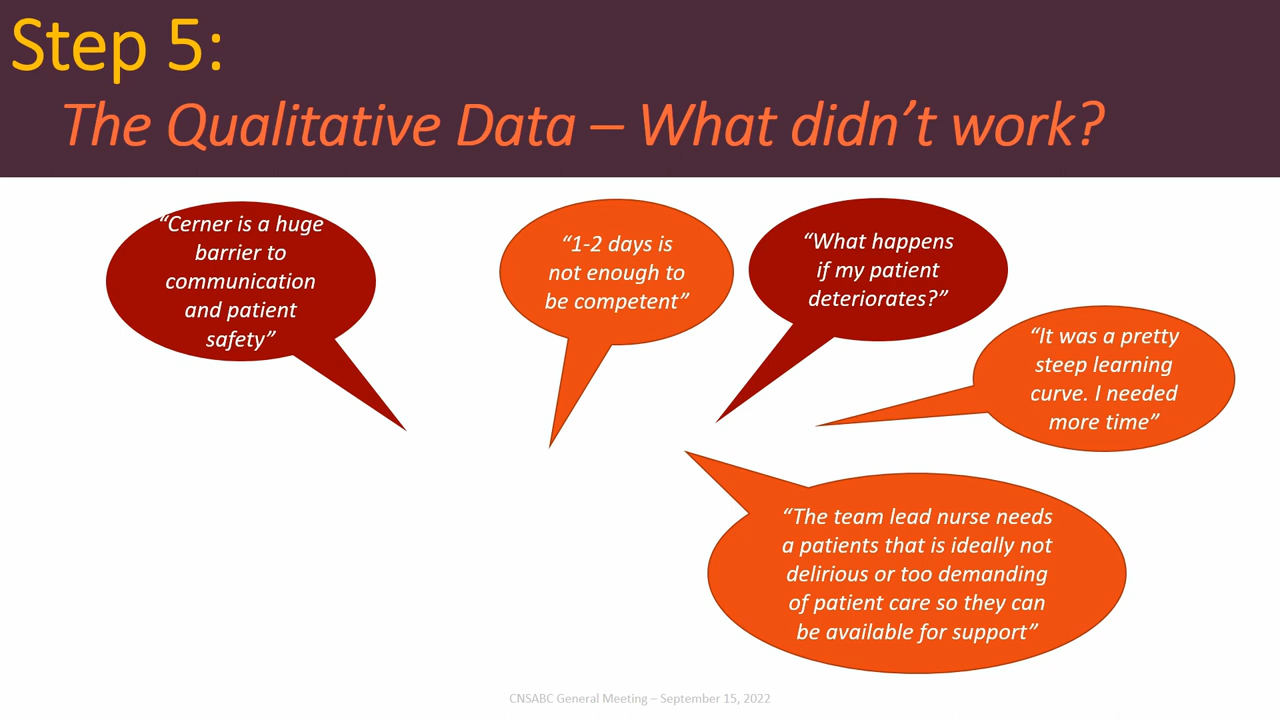 Step 5:
The Qualitative Data – What didn’t work?
“Cerner is a huge
barrier to
communication
and patient
safety”
“1-2 days is
not enough to
be competent”
“What happens
if my patient
deteriorates?”
“It was a pretty
steep learning
curve. I needed
more time”
“The team lead nurse needs
a patients that is ideally not
delirious or too demanding
of patient care so they can
be available for support”
CNSABC General Meeting – September 15, 2022